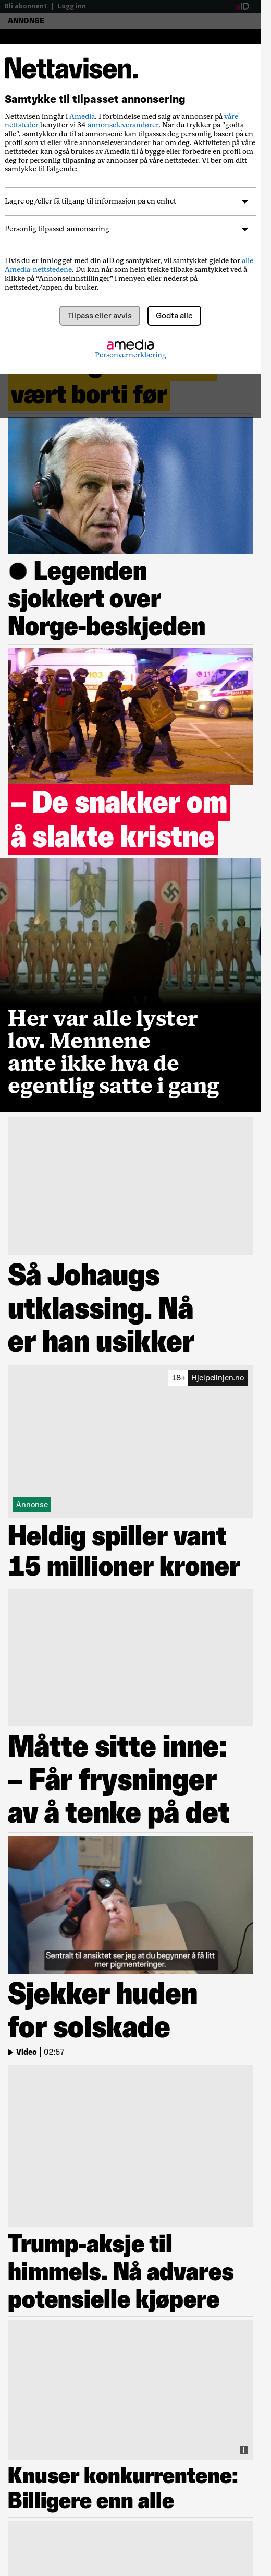 Bli abonnent | Logg inn
aID
ANNONSE
Nettavisen.
Samtykke til tilpasset annonsering
Nettavisen inngår i Amedia. I forbindelse med salg av annonser på våre
nettsteder benytter vi 34 annonseleverandører. Når du trykker på "godta
alle", samtykker du til at annonsene kan tilpasses deg personlig basert på en
profil som vi eller våre annonseleverandører har om deg. Aktiviteten på våre
nettsteder kan også brukes av Amedia til å bygge eller forbedre en profil om
deg for personlig tilpasning av annonser på våre nettsteder. Vi ber om ditt
samtykke til følgende:
Lagre og/eller få tilgang til informasjon på en enhet
Personlig tilpasset annonsering
Hvis du er innlogget med din aID og samtykker, vil samtykket gjelde for alle
Amedia-nettstedene. Du kan når som helst trekke tilbake samtykket ved å
klikke på “Annonseinnstillinger” i menyen eller nederst på
nettstedet/appen du bruker.
Tilpass eller avvis
Godta alle
amedia
Personvernerklæring
vært borti før
● Legenden
sjokkert over
Norge-beskjeden
103
– De snakker om
å slakte kristne
Her var alle lyster
lov. Mennene
ante ikke hva de
egentlig satte i gang
+
Så Johaugs
utklassing. Nå
er han usikker
18+ Hjelpelinjen.no
Annonse
Heldig spiller vant
15 millioner kroner
Måtte sitte inne:
– Får frysninger
av å tenke på det
Sentralt til ansiktet ser jeg at du begynner å få litt
mer pigmenteringer.
Sjekker huden
for solskade
Video | 02:57
Trump-aksje til
himmels. Nå advares
potensielle kjøpere
Knuser konkurrentene:
Billigere enn alle